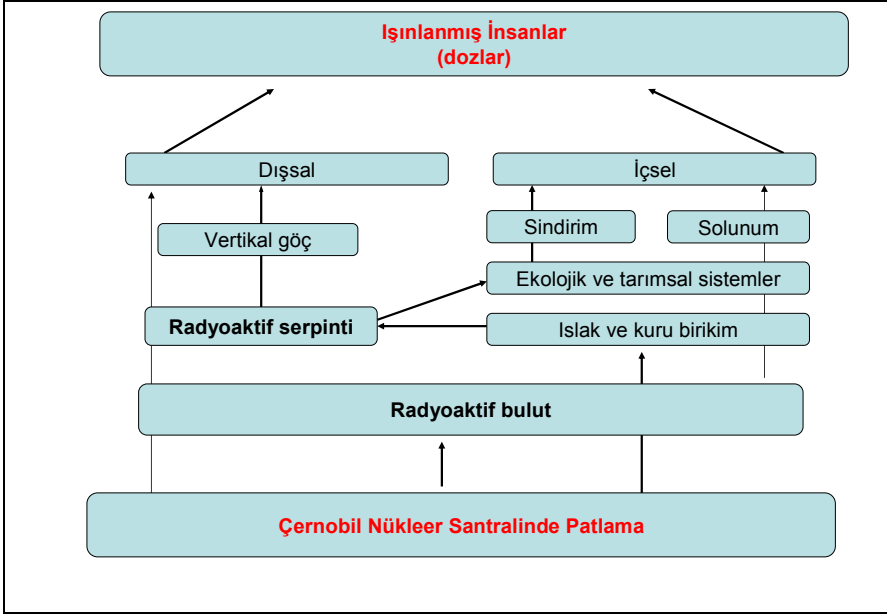 Işınlanmış İnsanlar
(dozlar)
Dışsal
İçsel
Vertikal göç
Sindirim
Solunum
Ekolojik ve tarımsal sistemler
Radyoaktif serpinti
Islak ve kuru birikim
Radyoaktif bulut
Çernobil Nükleer Santralinde Patlama